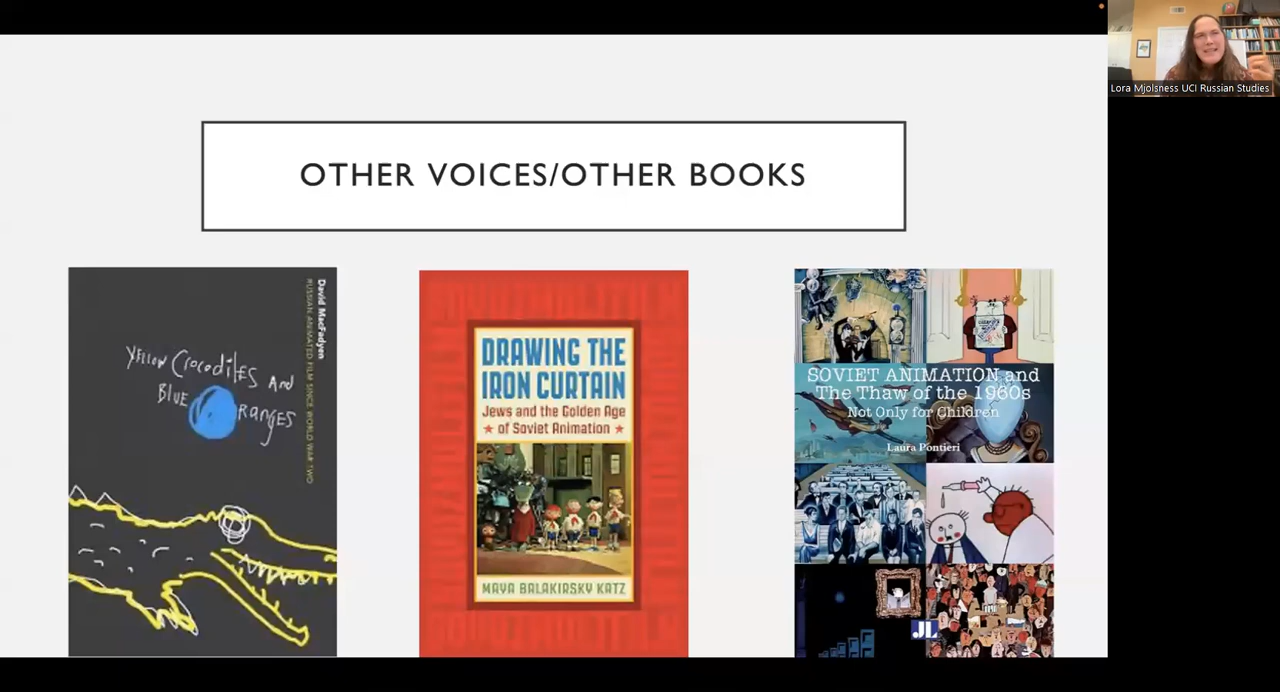 Lora Mjolsness UCI Russian Studies
OTHER VOICES/OTHER BOOKS
David MacFadyen
RUSSIAN ANIMATED FILM SINCE WORLD WAR TWO
Yellow Crocodiles And
Blue ORanges
DRAWING THE
IRON CURTAIN
Jews and the Golden Age
of Soviet Animation
MAYA BALAKIRSKY KATZ
SOVIET ANIMATION and
The Thaw of the 1960s
Not Only for Children
Laura Pontieri
JL